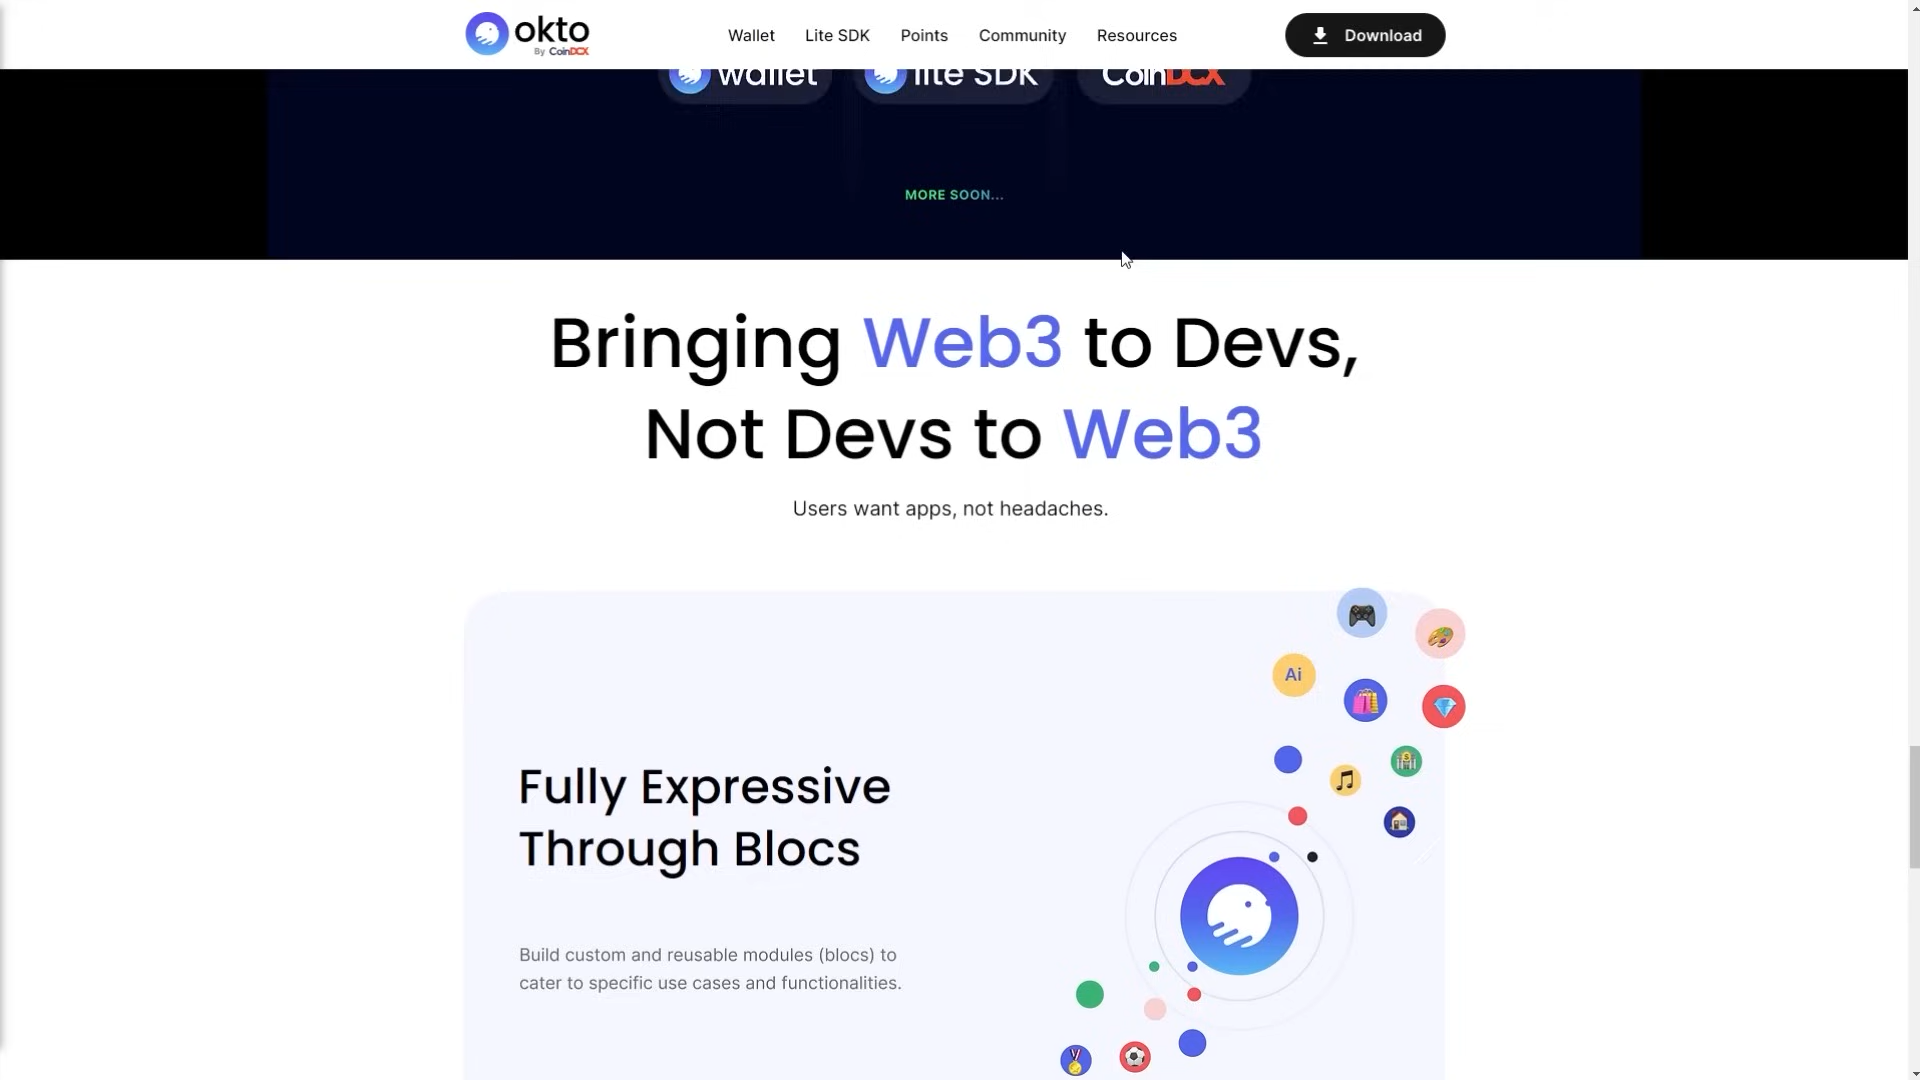 okto
By CoinDCX
Wallet Lite SDK Points Community Resources
Download
wallet lite SDK CoinDCX
MORE SOON...
Bringing Web3 to Devs,
Not Devs to Web3
Users want apps, not headaches.
Ai
Fully Expressive
Through Blocs
Build custom and reusable modules (blocs) to
cater to specific use cases and functionalities.